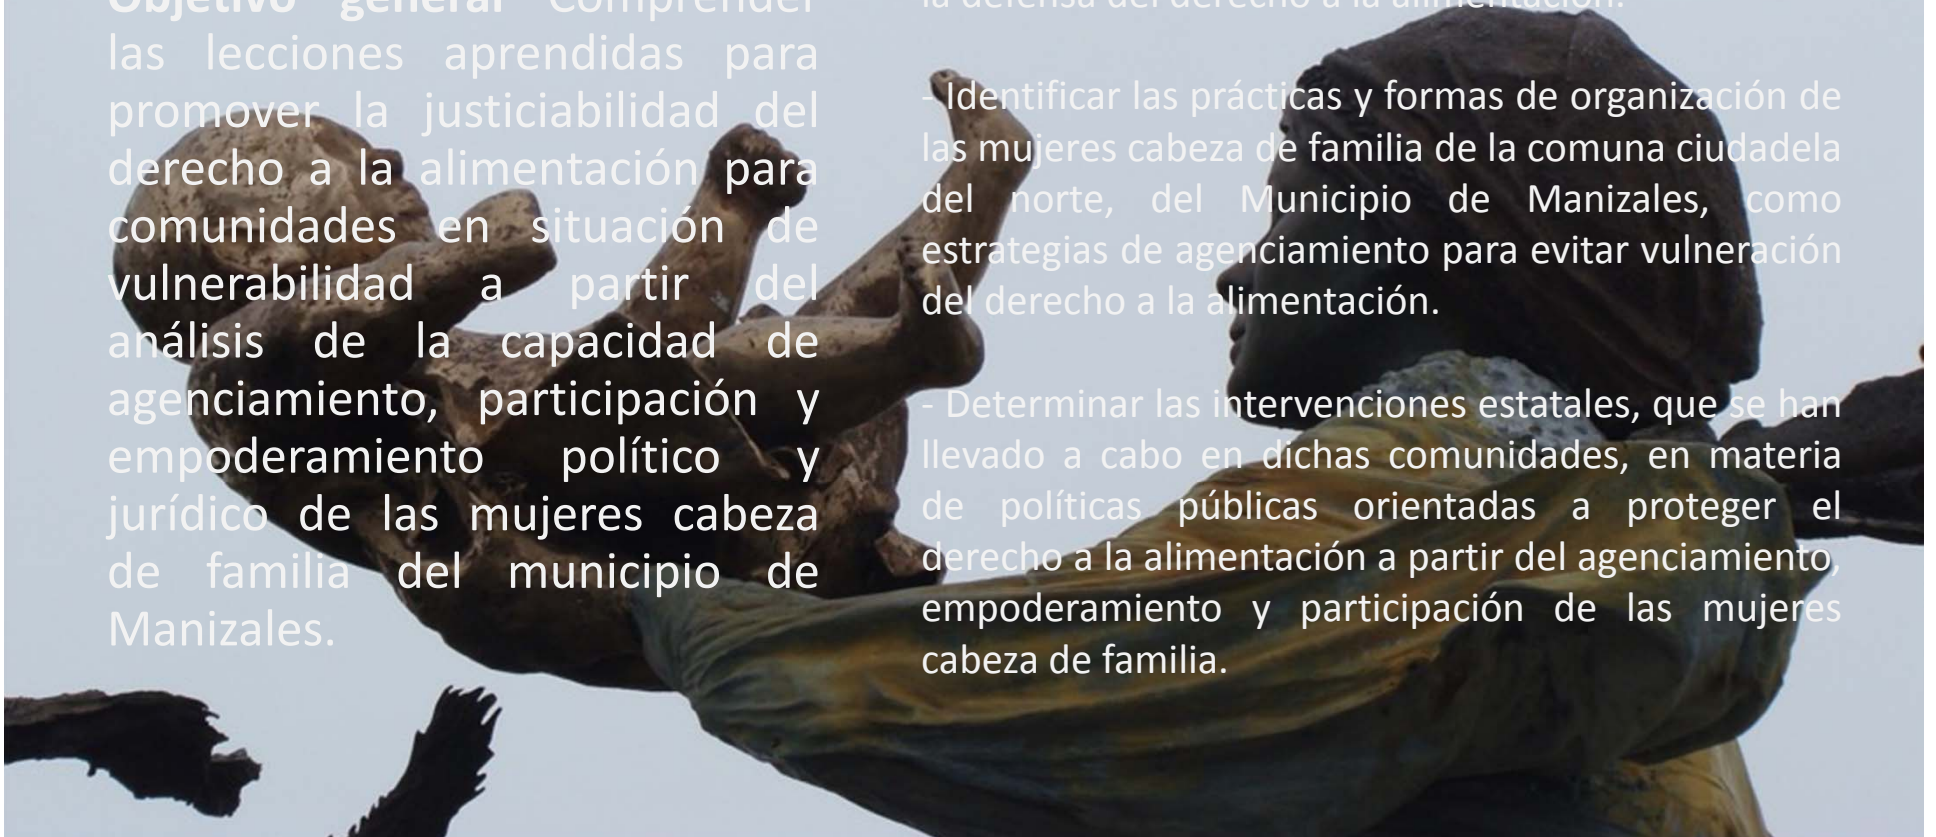 Objetivo general Comprender
las lecciones aprendidas para
promover la justiciabilidad del
derecho a la alimentación para
comunidades en situación de
vulnerabilidad a partir del
análisis de la capacidad de
agenciamiento, participación y
empoderamiento político y
jurídico de las mujeres cabeza
de familia del municipio de
Manizales.
la defensa del derecho a la alimentación.
- Identificar las prácticas y formas de organización de
las mujeres cabeza de familia de la comuna ciudadela
del norte, del Municipio de Manizales, como
estrategias de agenciamiento para evitar vulneración
del derecho a la alimentación.
- Determinar las intervenciones estatales, que se han
llevado a cabo en dichas comunidades, en materia
de políticas públicas orientadas a proteger el
derecho a la alimentación a partir del agenciamiento,
empoderamiento y participación de las mujeres
cabeza de familia.